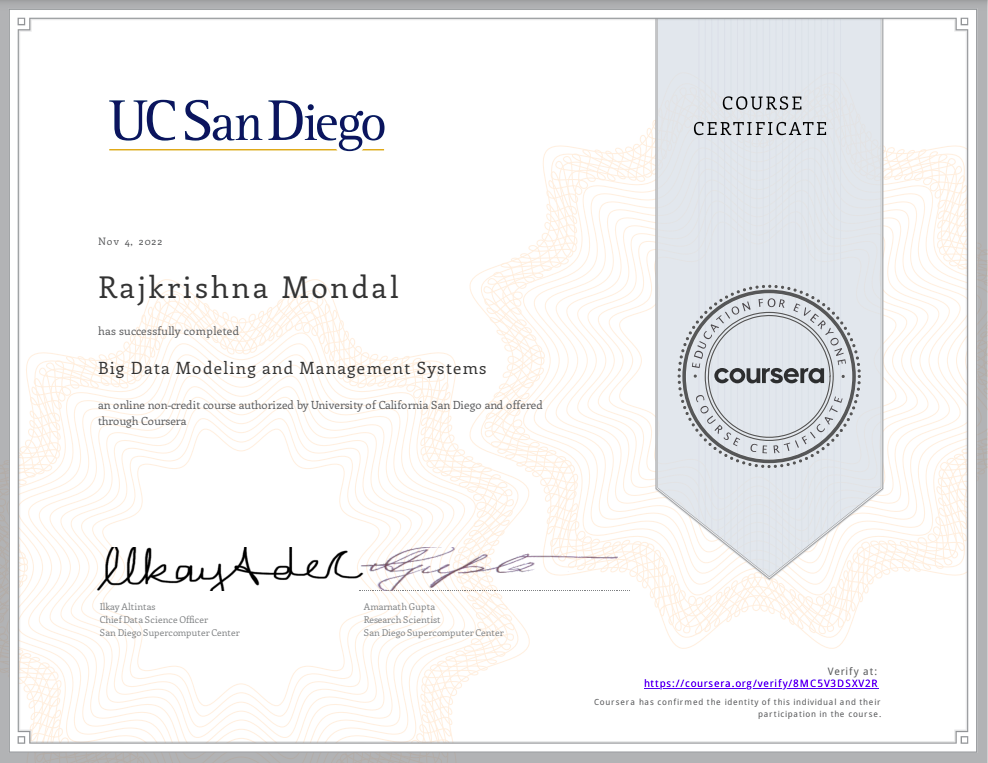 UC San Diego
COURSE
CERTIFICATE
Nov 4, 2022
Rajkrishna Mondal
has successfully completed
Big Data Modeling and Management Systems
an online non-credit course authorized by University of California San Diego and offered
through Coursera
EDUCATION FOR EVERYONE
coursera
COURSE CERTIFICATE
Ilkay Altintas
Chief Data Science Officer
San Diego Supercomputer Center
Amarnath Gupta
Research Scientist
San Diego Supercomputer Center
Verify at:
https://coursera.org/verify/8MC5V3DSXV2R
Coursera has confirmed the identity of this individual and their
participation in the course.